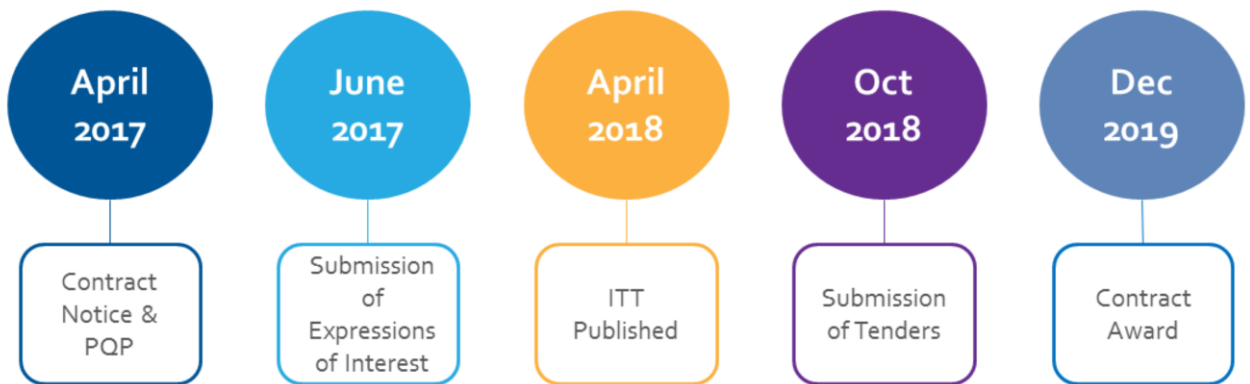 April
2017
June
2017
April
2018
Oct
2018
Dec
2019
Contract
Notice &
PQP
Submission
of
Expressions
of Interest
ITT
Published
Submission
of Tenders
Contract
Award